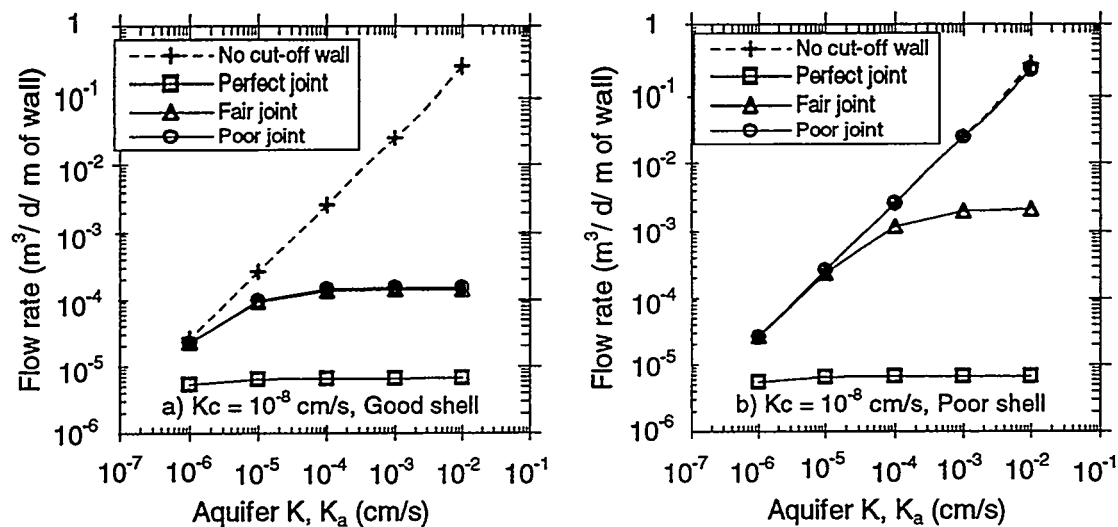 1
10⁻¹
10⁻²
10⁻³
10⁻⁴
10⁻⁵
10⁻⁶
Flow rate (m³/ d/ m of wall)
No cut-off wall
Perfect joint
Fair joint
Poor joint
a) Kc = 10⁻⁸ cm/s, Good shell
10⁻⁷ 10⁻⁶ 10⁻⁵ 10⁻⁴ 10⁻³ 10⁻² 10⁻¹
Aquifer K, Kₐ (cm/s)
1
10⁻¹
10⁻²
10⁻³
10⁻⁴
10⁻⁵
10⁻⁶
Flow rate (m³/ d/ m of wall)
No cut-off wall
Perfect joint
Fair joint
Poor joint
b) Kc = 10⁻⁸ cm/s, Poor shell
10⁻⁷ 10⁻⁶ 10⁻⁵ 10⁻⁴ 10⁻³ 10⁻² 10⁻¹
Aquifer K, Kₐ (cm/s)